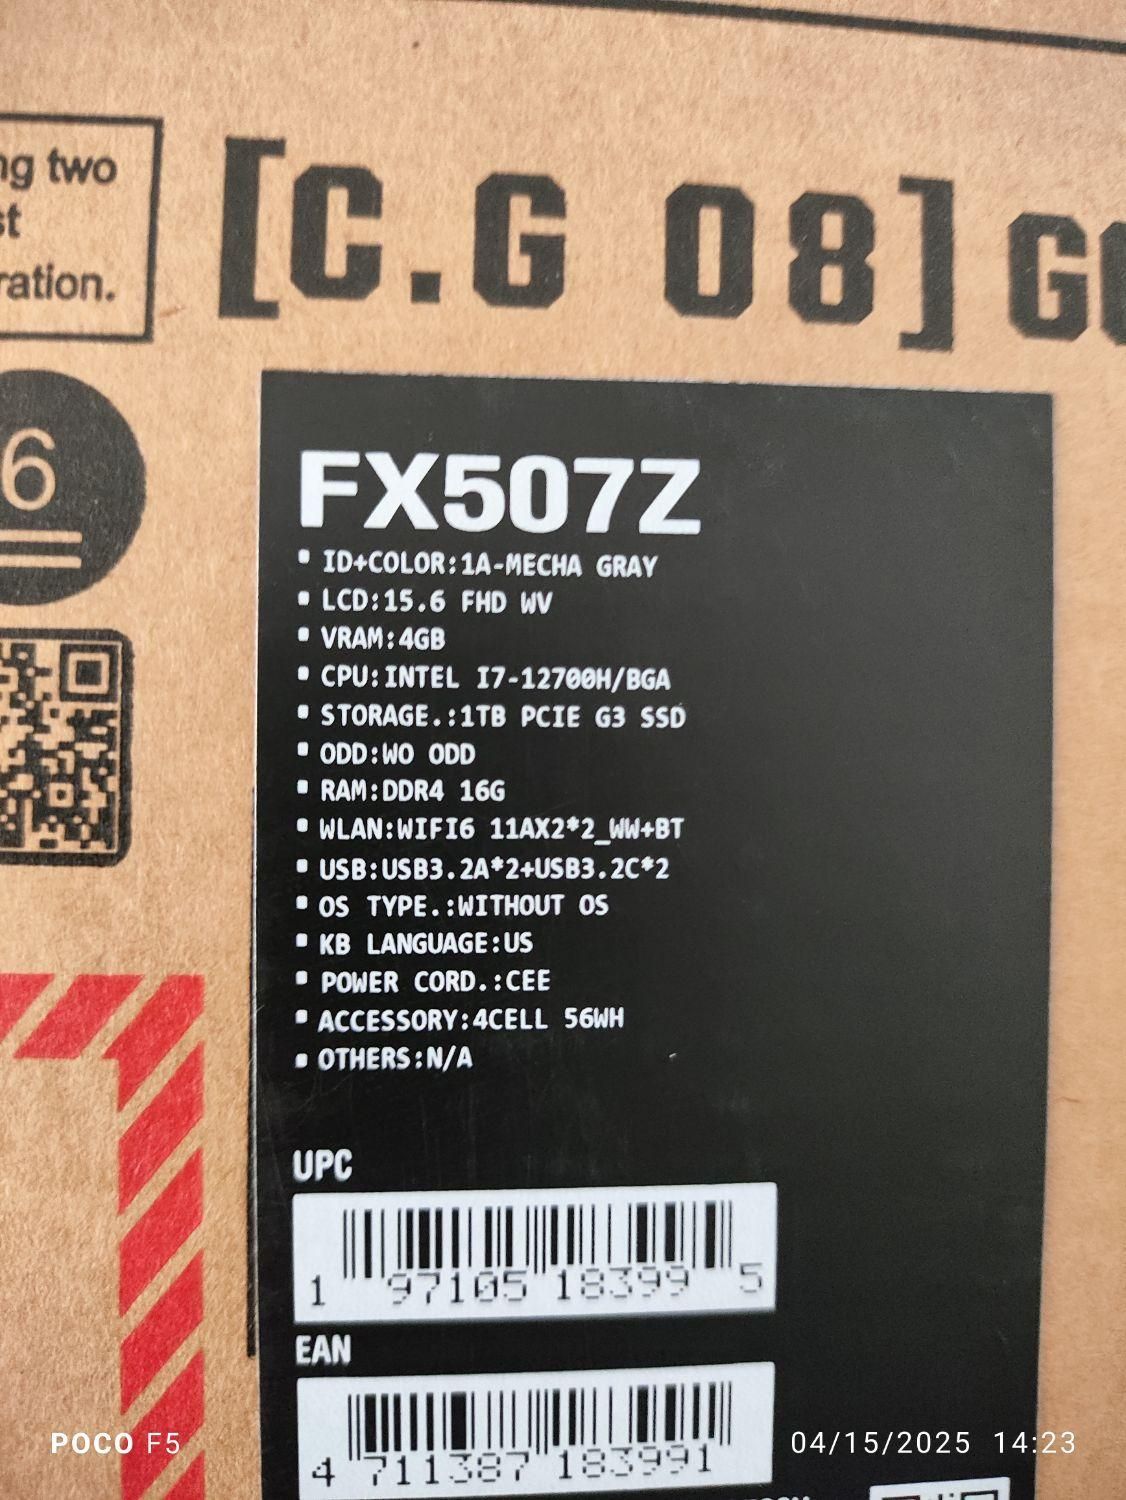 ng two
st
ration.
[C.G 08] G
6
FX507Z
▪ ID+COLOR:1A-MECHA GRAY
▪ LCD:15.6 FHD WV
▪ VRAM:4GB
▪ CPU:INTEL I7-12700H/BGA
▪ STORAGE.:1TB PCIE G3 SSD
▪ ODD:WO ODD
▪ RAM:DDR4 16G
▪ WLAN:WIFI6 11AX2*2_WW+BT
▪ USB:USB3.2A*2+USB3.2C*2
▪ OS TYPE.:WITHOUT OS
▪ KB LANGUAGE:US
▪ POWER CORD.:CEE
▪ ACCESSORY:4CELL 56WH
▪ OTHERS:N/A
UPC
1 97105 18399 5
EAN
4 711387 183991
POCO F5
04/15/2025 14:23